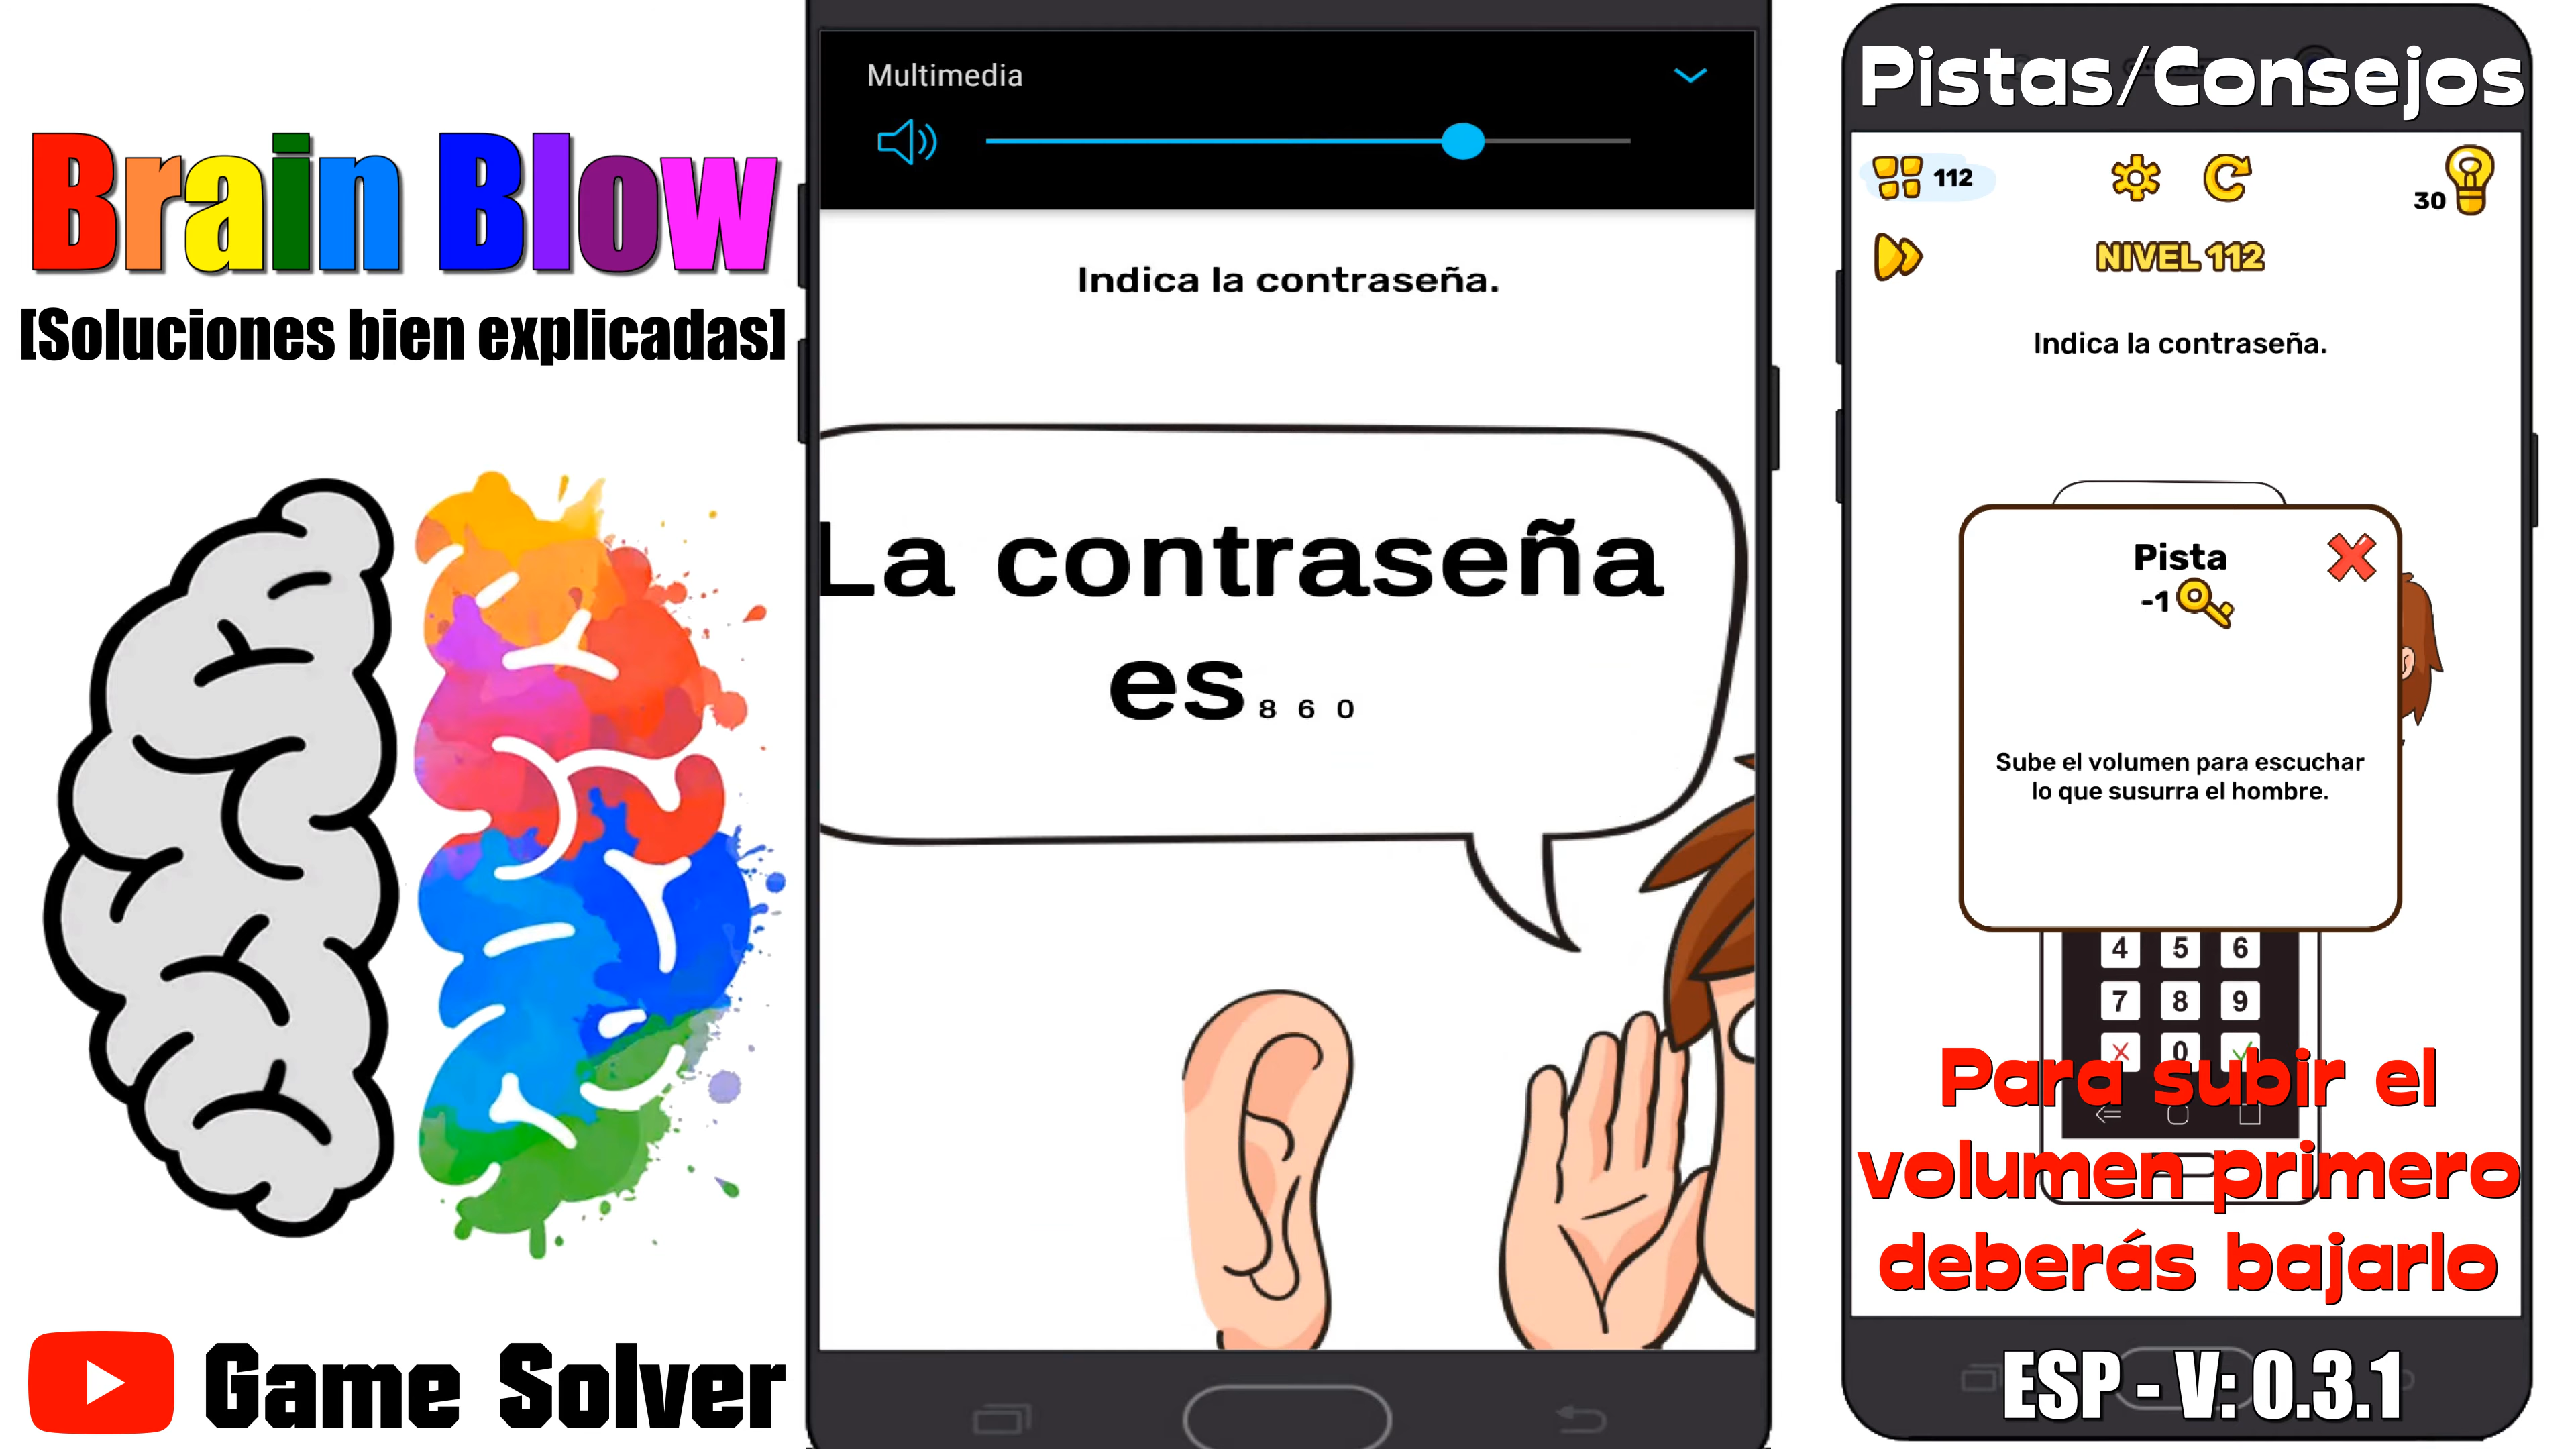 Brain Blow
[Soluciones bien explicadas]
Game Solver
Multimedia
Indica la contraseña.
La contraseña
es 8 6 0
Pistas/Consejos
112
30
NIVEL 112
Indica la contraseña.
Pista
-1
Sube el volumen para escuchar
lo que susurra el hombre.
4 5 6
7 8 9
0
Para subir el
volumen primero
deberás bajarlo
ESP - V: 0.3.1